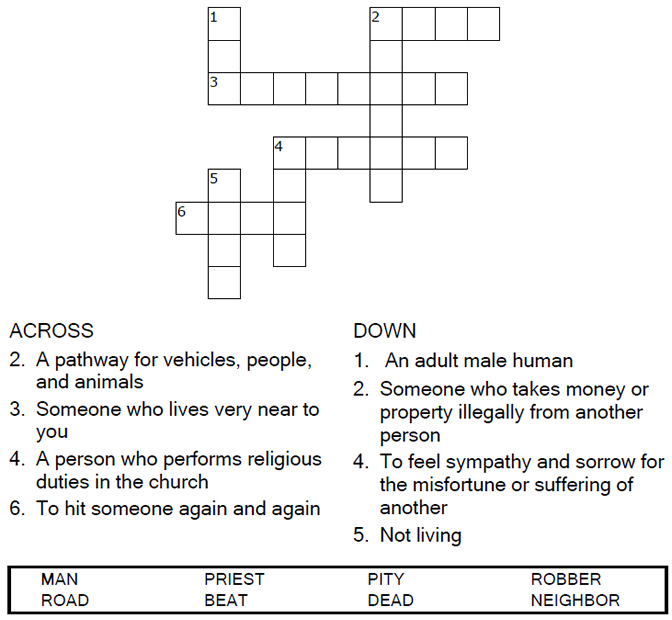 1
2
3
4
5
6
ACROSS
2. A pathway for vehicles, people,
and animals
3. Someone who lives very near to
you
4. A person who performs religious
duties in the church
6. To hit someone again and again
DOWN
1. An adult male human
2. Someone who takes money or
property illegally from another
person
4. To feel sympathy and sorrow for
the misfortune or suffering of
another
5. Not living
MAN PRIEST PITY ROBBER
ROAD BEAT DEAD NEIGHBOR